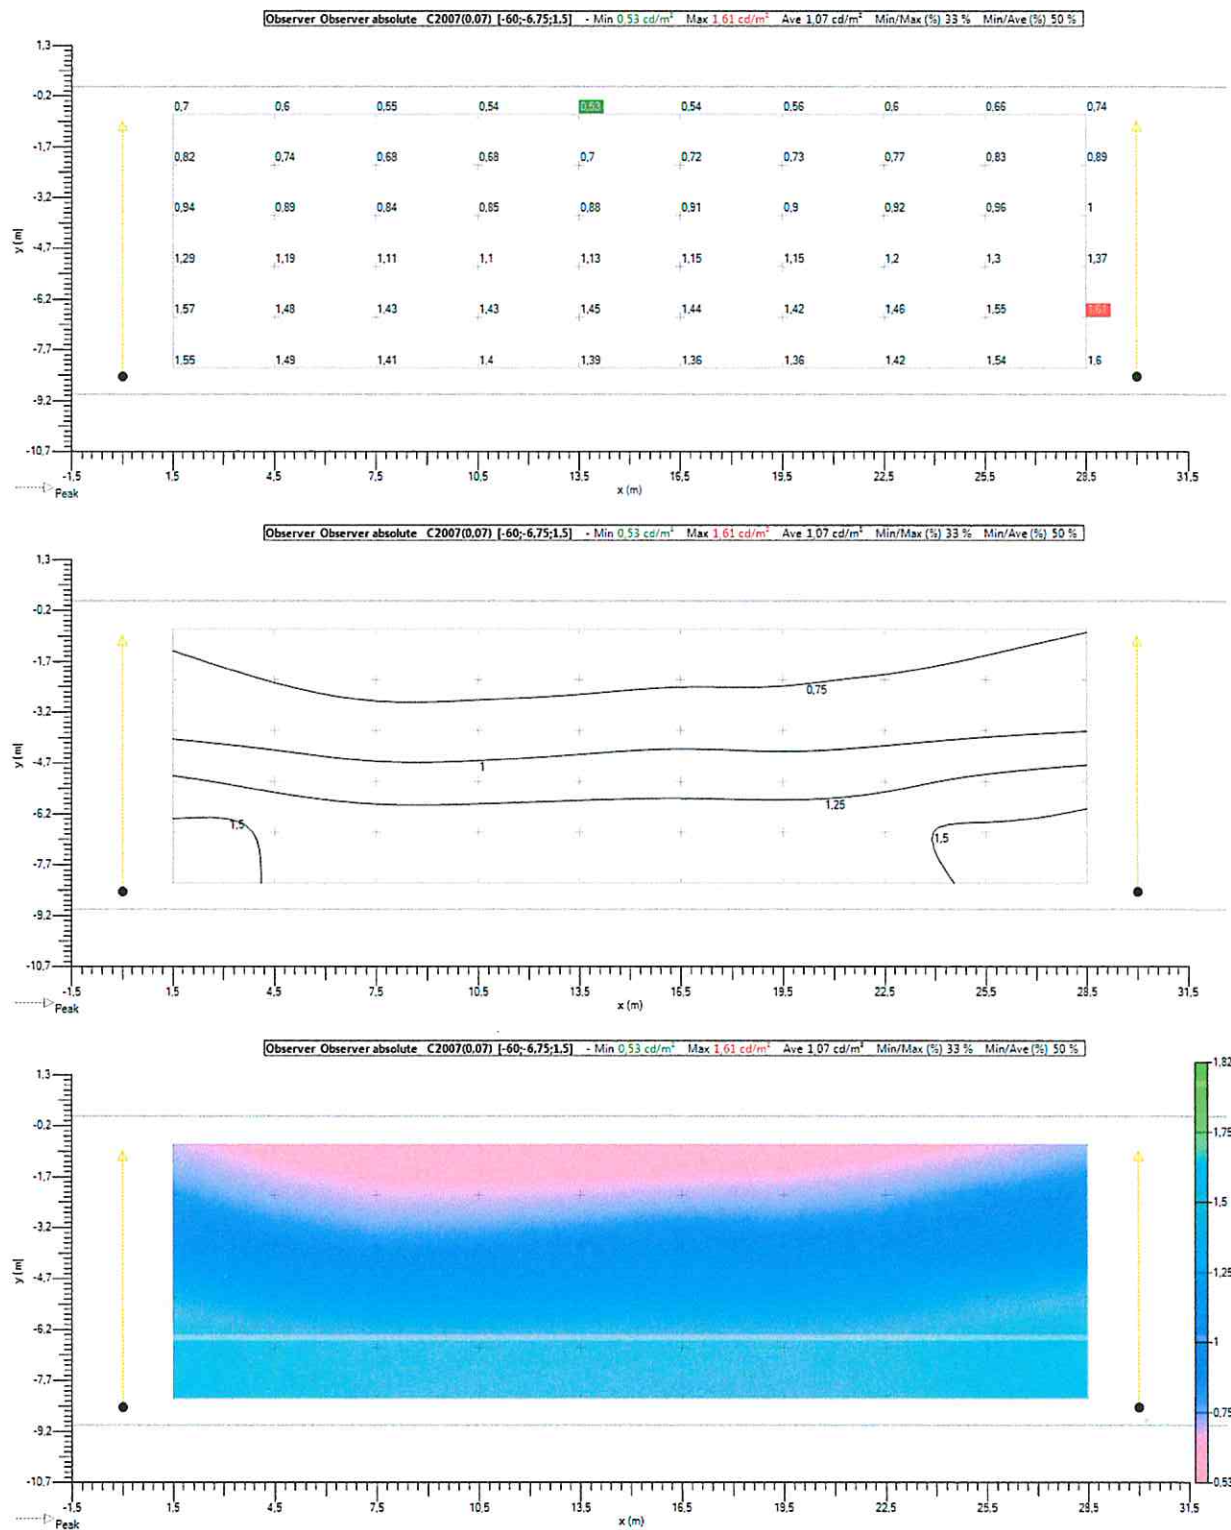 Observer Observer absolute C2007(0,07) [-60;-6,75;1,5] - Min 0,53 cd/m² Max 1,61 cd/m² Ave 1,07 cd/m² Min/Max (%) 33 % Min/Ave (%) 50 %
1,3
-0,2
0,7 0,6 0,55 0,54 0,53 0,54 0,56 0,6 0,66 0,74
-1,7
0,82 0,74 0,68 0,68 0,7 0,72 0,73 0,77 0,83 0,89
-3,2
0,94 0,89 0,84 0,85 0,88 0,91 0,9 0,92 0,96 1
y (m)
-4,7
1,29 1,19 1,11 1,1 1,13 1,15 1,15 1,2 1,3 1,37
-6,2
1,57 1,48 1,43 1,43 1,45 1,44 1,42 1,46 1,55 1,61
-7,7
1,55 1,49 1,41 1,4 1,39 1,36 1,36 1,42 1,54 1,6
-9,2
-10,7
-1,5 1,5 4,5 7,5 10,5 13,5 16,5 19,5 22,5 25,5 28,5 31,5
Peak
x (m)
Observer Observer absolute C2007(0,07) [-60;-6,75;1,5] - Min 0,53 cd/m² Max 1,61 cd/m² Ave 1,07 cd/m² Min/Max (%) 33 % Min/Ave (%) 50 %
1,3
-0,2
-1,7
0,75
-3,2
y (m)
-4,7
1
1,25
-6,2
1,5 1,5
-7,7
-9,2
-10,7
-1,5 1,5 4,5 7,5 10,5 13,5 16,5 19,5 22,5 25,5 28,5 31,5
Peak
x (m)
Observer Observer absolute C2007(0,07) [-60;-6,75;1,5] - Min 0,53 cd/m² Max 1,61 cd/m² Ave 1,07 cd/m² Min/Max (%) 33 % Min/Ave (%) 50 %
1,3
-0,2
-1,7
-3,2
y (m)
-4,7
-6,2
-7,7
-9,2
-10,7
-1,5 1,5 4,5 7,5 10,5 13,5 16,5 19,5 22,5 25,5 28,5 31,5
Peak
x (m)
1,82
1,75
1,5
1,25
1
0,75
0,53